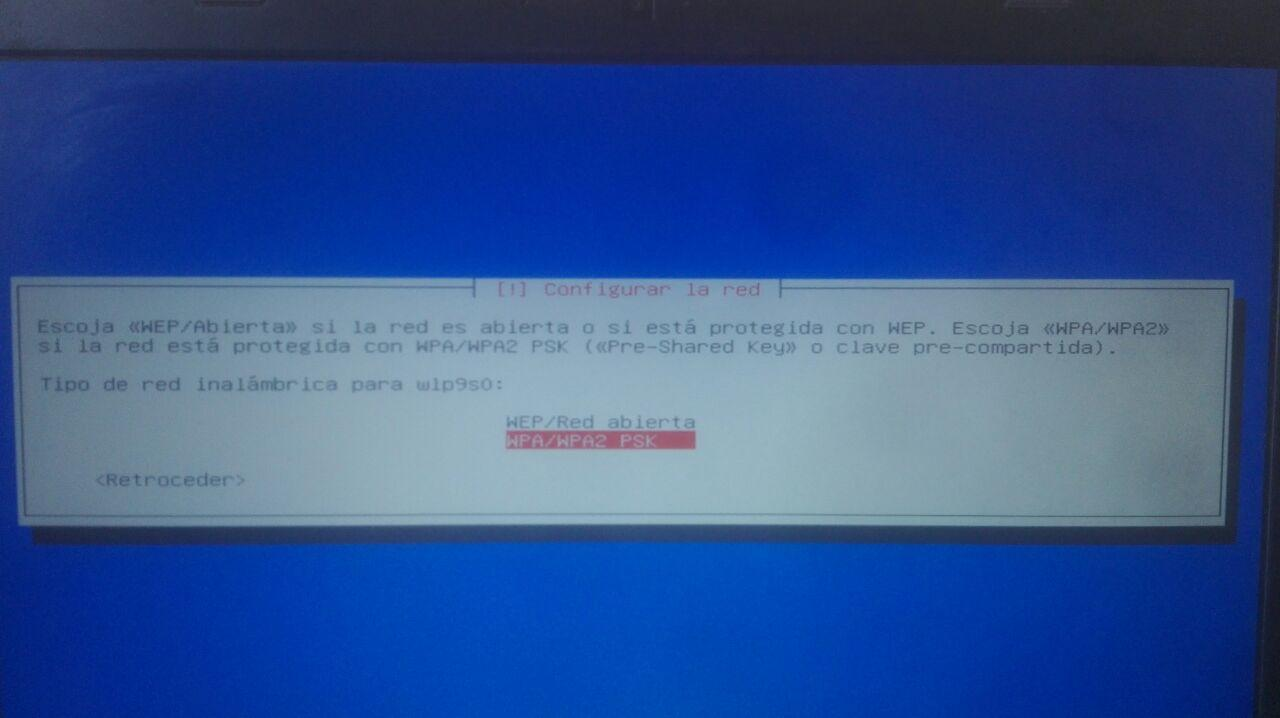 [!] Configurar la red
Escoja «WEP/Abierta» si la red es abierta o si está protegida con WEP. Escoja «WPA/WPA2»
si la red está protegida con WPA/WPA2 PSK («Pre-Shared Key» o clave pre-compartida).
Tipo de red inalámbrica para wlp9s0:
WEP/Red abierta
WPA/WPA2 PSK
<Retroceder>